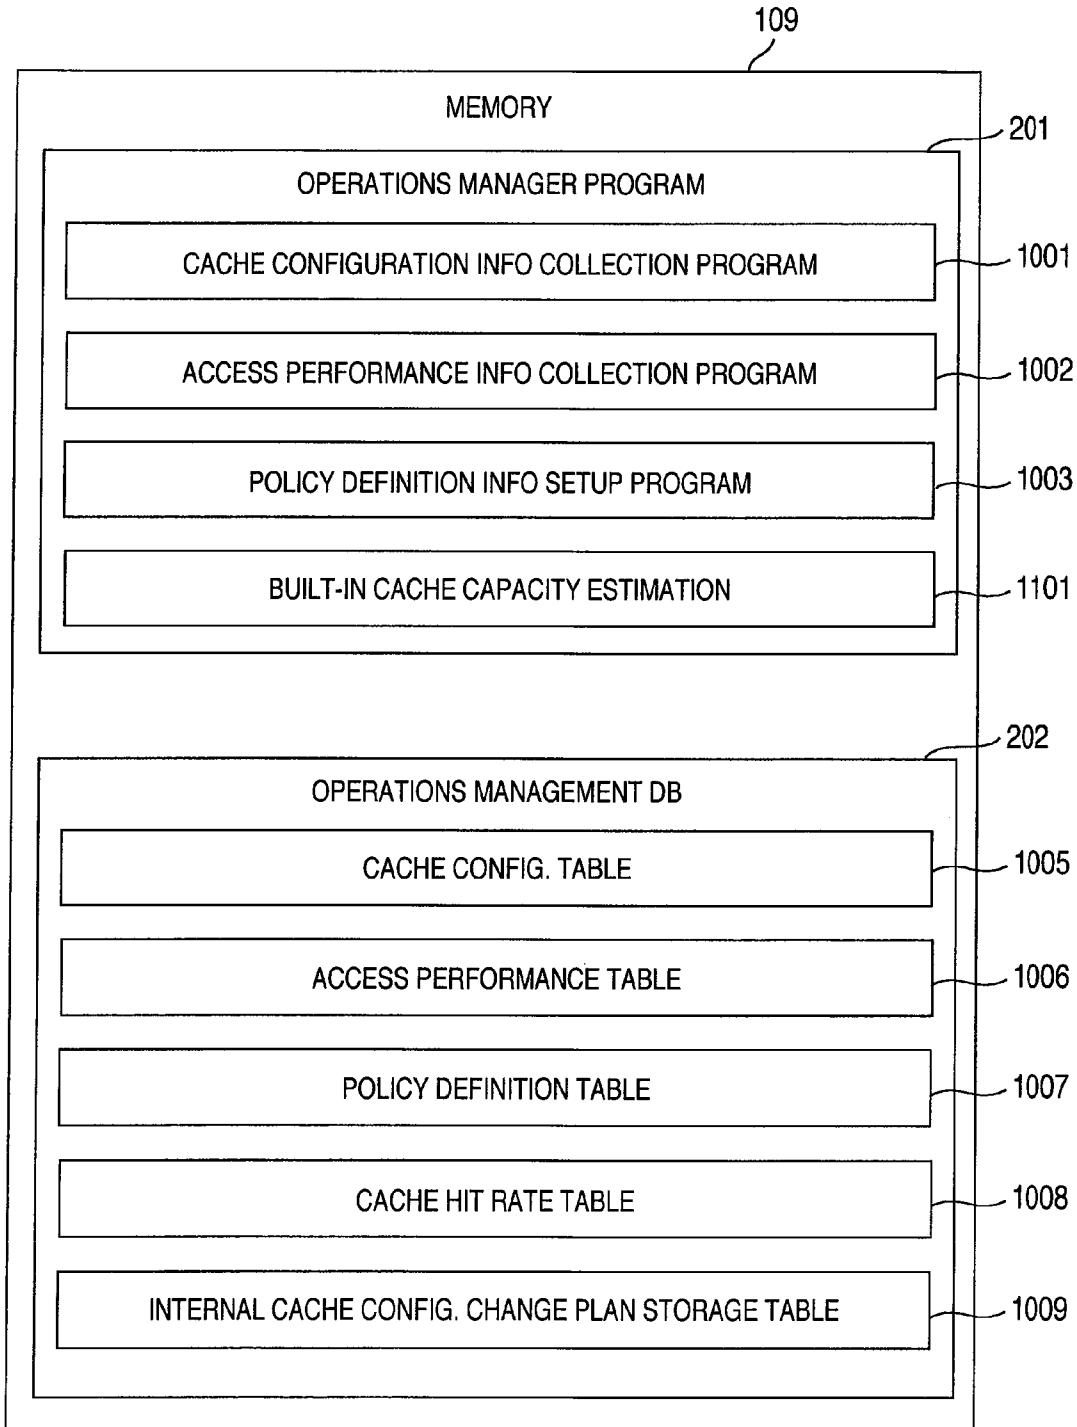 109
MEMORY
201
OPERATIONS MANAGER PROGRAM
CACHE CONFIGURATION INFO COLLECTION PROGRAM
1001
ACCESS PERFORMANCE INFO COLLECTION PROGRAM
1002
POLICY DEFINITION INFO SETUP PROGRAM
1003
BUILT-IN CACHE CAPACITY ESTIMATION
1101
202
OPERATIONS MANAGEMENT DB
CACHE CONFIG. TABLE
1005
ACCESS PERFORMANCE TABLE
1006
POLICY DEFINITION TABLE
1007
CACHE HIT RATE TABLE
1008
INTERNAL CACHE CONFIG. CHANGE PLAN STORAGE TABLE
1009